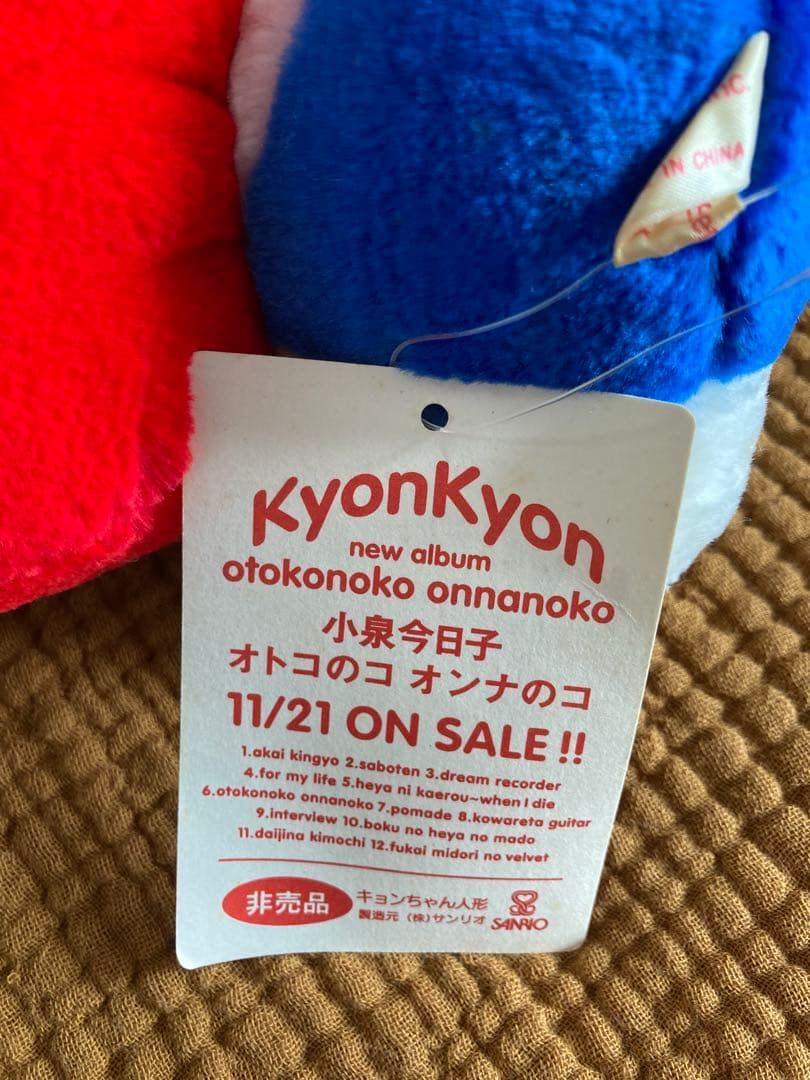 IN CHINA
KyonKyon
new album
otokonoko onnanoko
小泉今日子
オトコのコ オンナのコ
11/21 ON SALE !!
1.akai kingyo 2.saboten 3.dream recorder
4.for my life 5.heya ni kaerou~when I die
6.otokonoko onnanoko 7.pomade 8.kowareta guitar
9.interview 10.boku no heya no mado
11.daijina kimochi 12.fukai midori no velvet
非売品 キョンちゃん人形
製造元 (株)サンリオ SANRIO